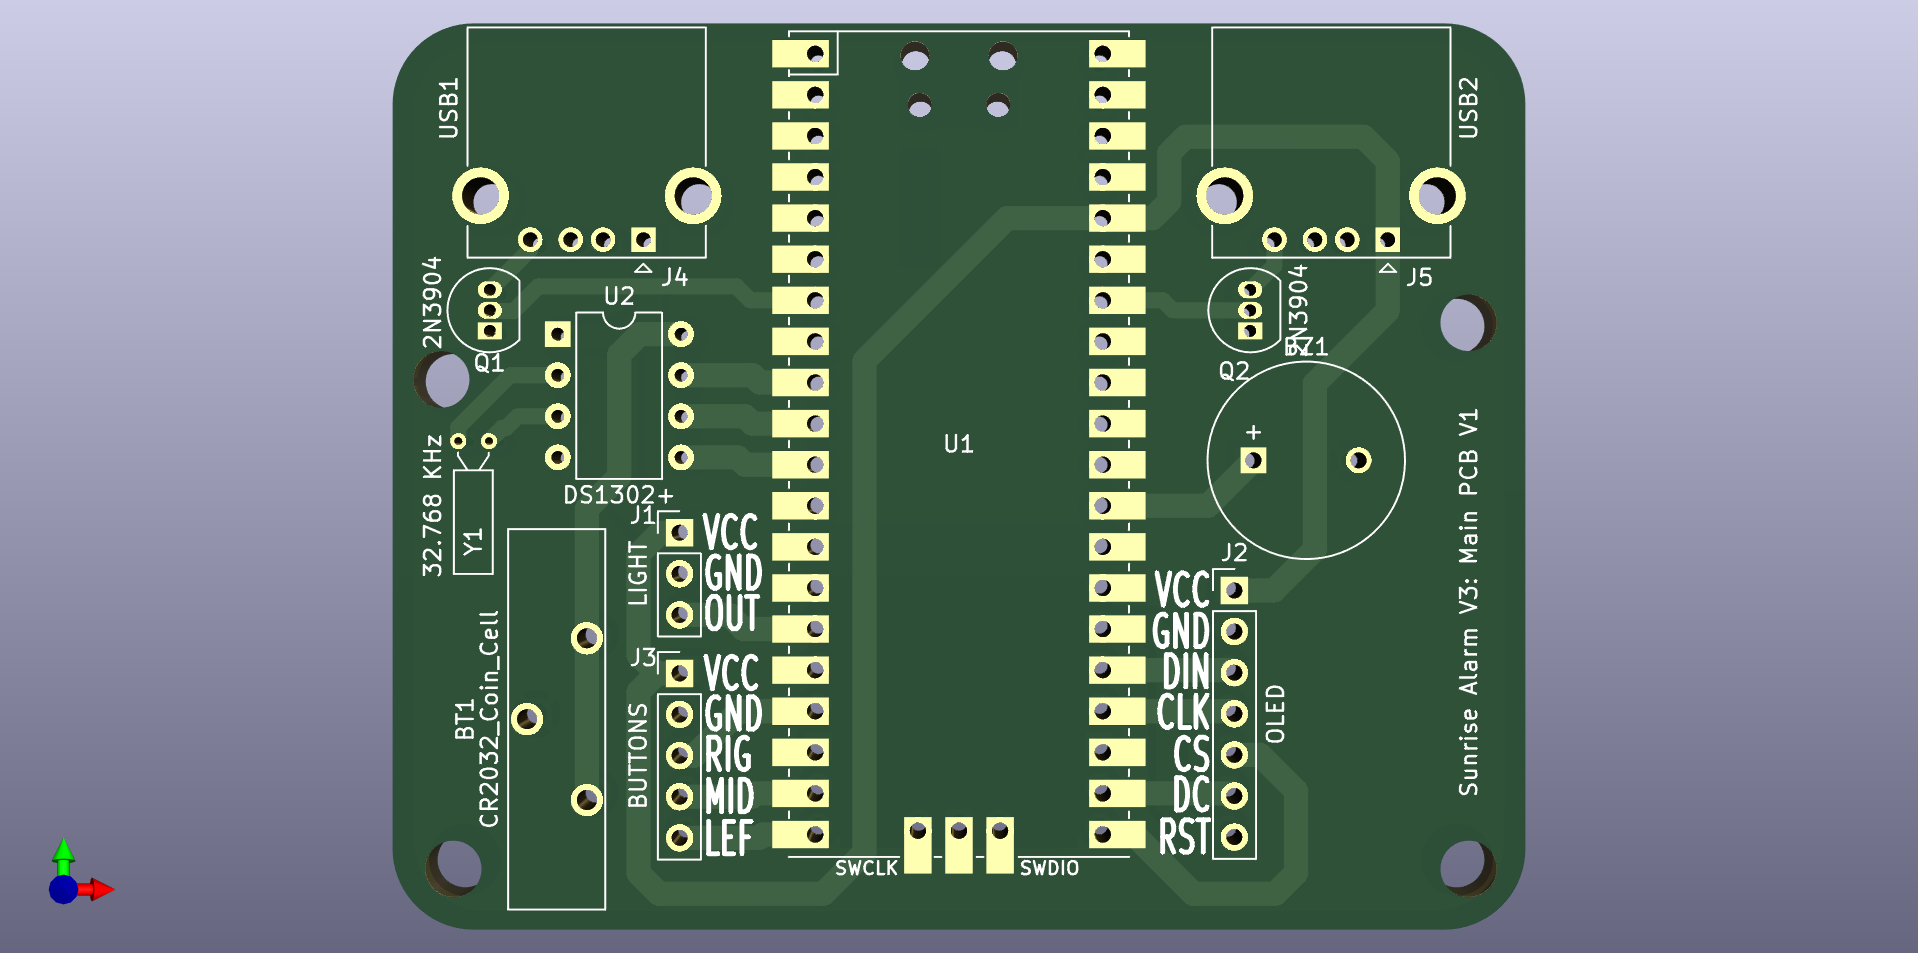 USB1
USB2
J4
J5
2N3904
U2
2N3904
BZ1
Q1
Q2
+
U1
32.768 KHz
Y1
DS1302+
J1
VCC
GND
OUT
LIGHT
J2
VCC
GND
DIN
CLK
CS
DC
RST
OLED
J3
VCC
GND
RIG
MID
LEF
BUTTONS
BT1
CR2032_Coin_Cell
SWCLK
SWDIO
Sunrise Alarm V3: Main PCB V1